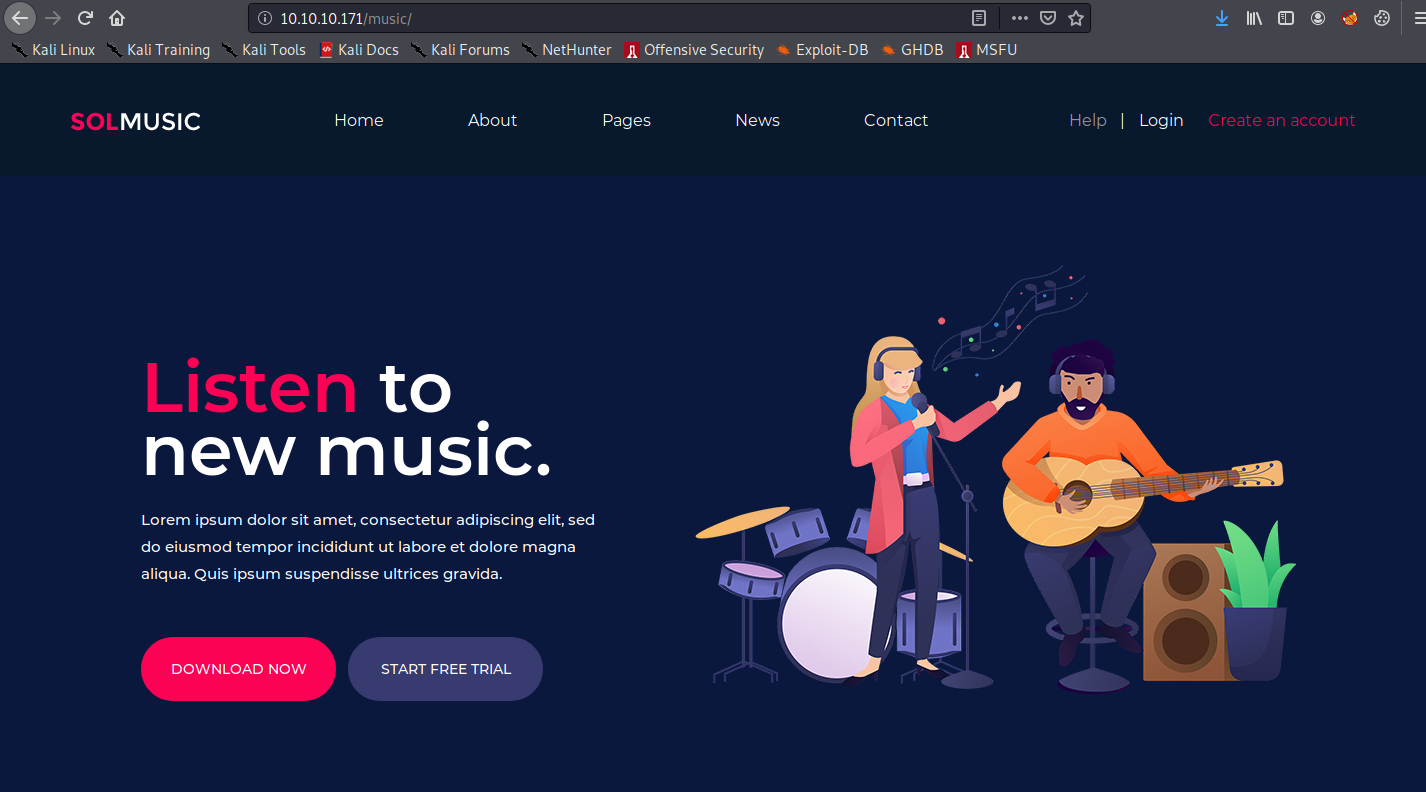 10.10.10.171/music/
Kali Linux Kali Training Kali Tools Kali Docs Kali Forums NetHunter Offensive Security Exploit-DB GHDB MSFU
SOLMUSIC Home About Pages News Contact Help | Login Create an account
Listen to
new music.
Lorem ipsum dolor sit amet, consectetur adipiscing elit, sed
do eiusmod tempor incididunt ut labore et dolore magna
aliqua. Quis ipsum suspendisse ultrices gravida.
DOWNLOAD NOW START FREE TRIAL